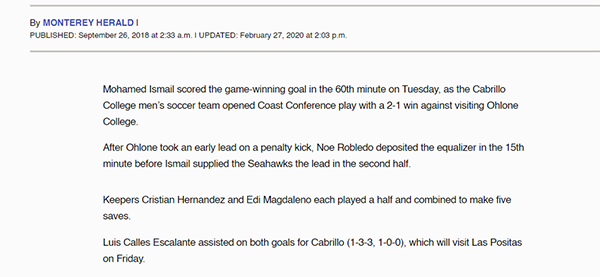 By MONTEREY HERALD |
PUBLISHED: September 26, 2018 at 2:33 a.m. | UPDATED: February 27, 2020 at 2:03 p.m.
Mohamed Ismail scored the game-winning goal in the 60th minute on Tuesday, as the Cabrillo
College men’s soccer team opened Coast Conference play with a 2-1 win against visiting Ohlone
College.
After Ohlone took an early lead on a penalty kick, Noe Robledo deposited the equalizer in the 15th
minute before Ismail supplied the Seahawks the lead in the second half.
Keepers Cristian Hernandez and Edi Magdaleno each played a half and combined to make five
saves.
Luis Calles Escalante assisted on both goals for Cabrillo (1-3-3, 1-0-0), which will visit Las Positas
on Friday.